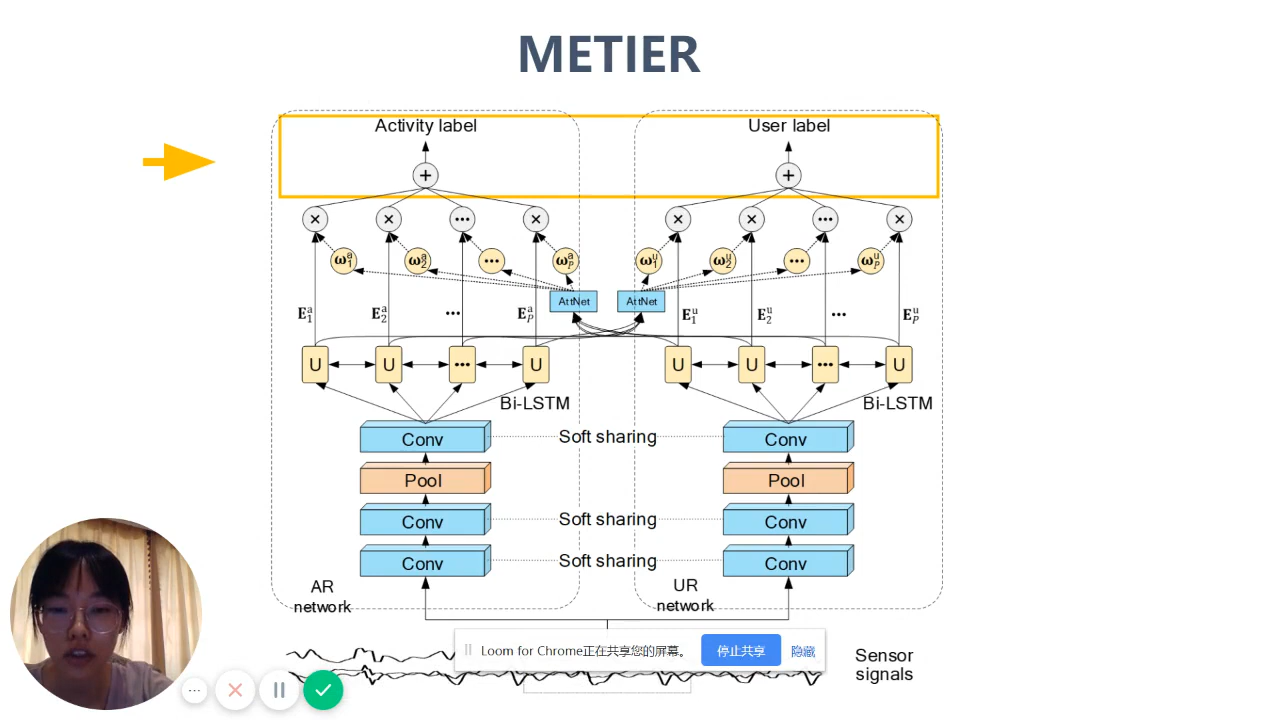 METIER
Activity label
User label
+
+
× × ··· ×
× × ··· ×
ω₁ᵃ ω₂ᵃ ··· ωₚᵃ
ω₁ᵘ ω₂ᵘ ··· ωₚᵘ
AttNet
AttNet
E₁ᵃ E₂ᵃ ··· Eₚᵃ
E₁ᵘ E₂ᵘ ··· Eₚᵘ
U U ··· U
U U ··· U
Bi-LSTM
Bi-LSTM
Conv
Soft sharing
Conv
Pool
Pool
Conv
Soft sharing
Conv
Conv
Soft sharing
Conv
AR
network
UR
network
Loom for Chrome正在共享您的屏幕。
停止共享
隐藏
Sensor
signals